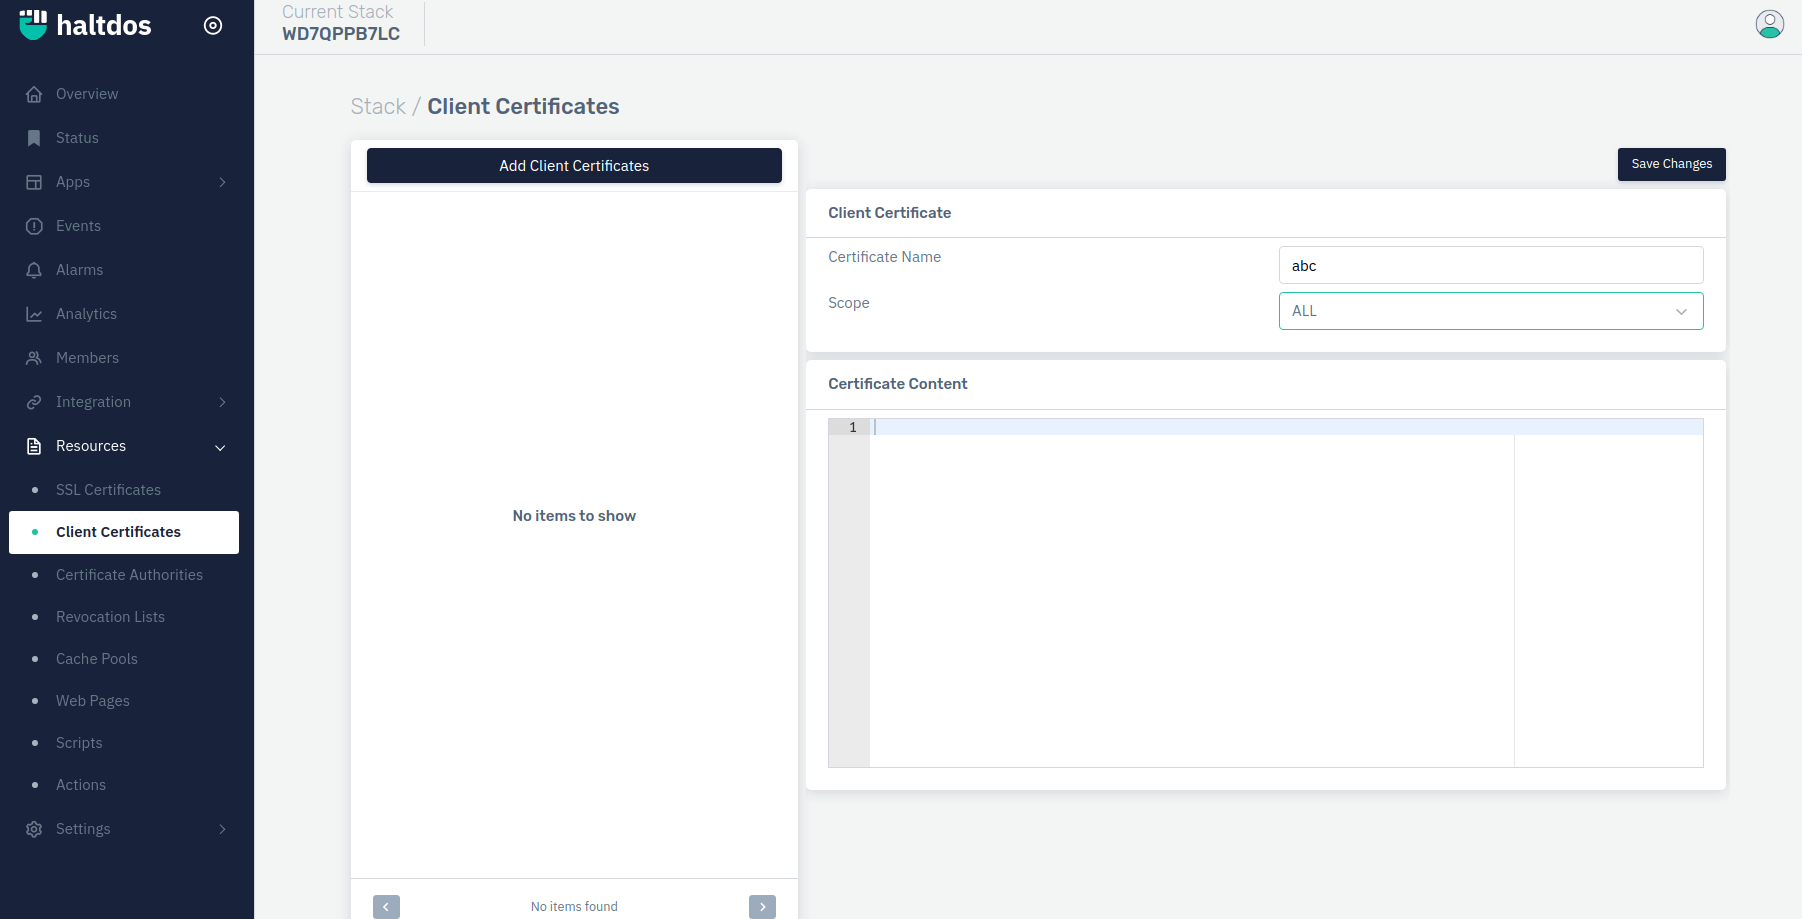 haltdos
Current Stack
WD7QPPB7LC
Overview
Status
Apps
Events
Alarms
Analytics
Members
Integration
Resources
SSL Certificates
Client Certificates
Certificate Authorities
Revocation Lists
Cache Pools
Web Pages
Scripts
Actions
Settings
Stack / Client Certificates
Add Client Certificates
No items to show
No items found
Save Changes
Client Certificate
Certificate Name
abc
Scope
ALL
Certificate Content
1